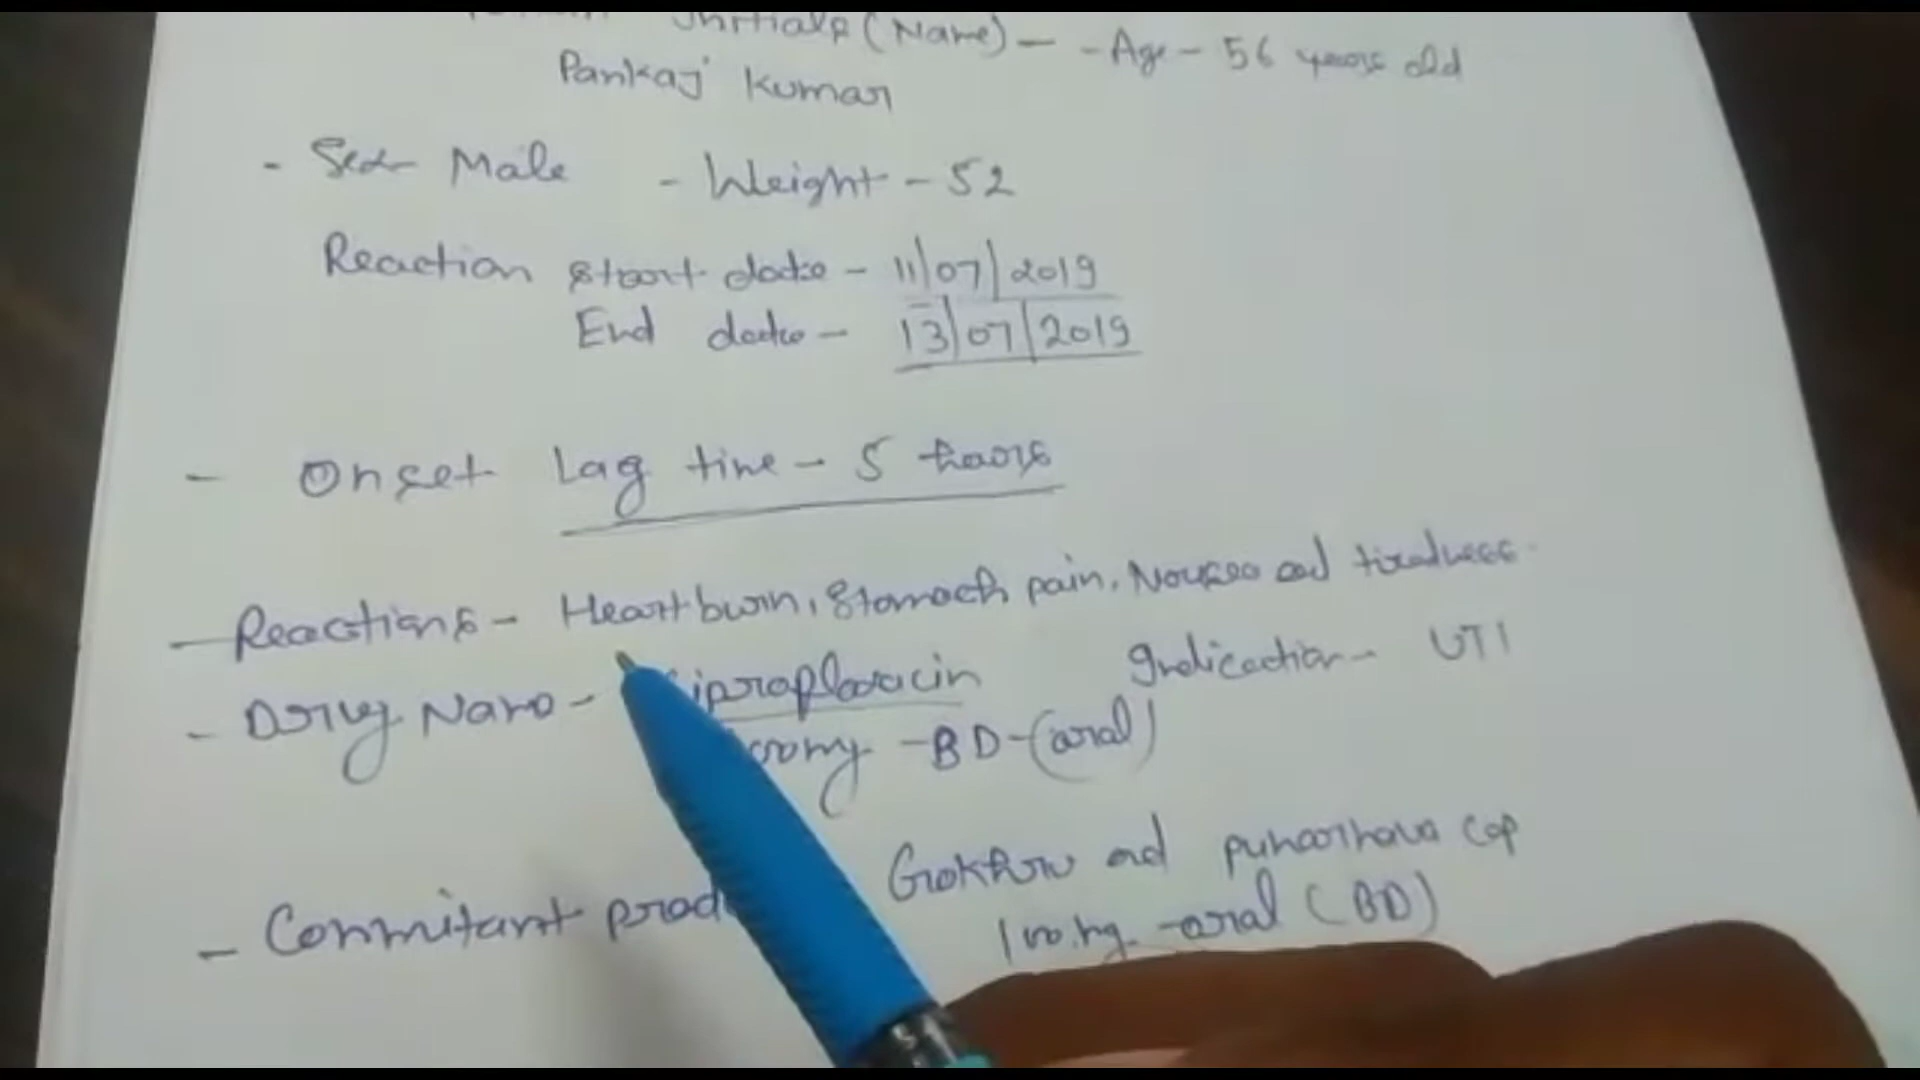 Initials (Name) - - Age - 56 years old
Pankaj Kumar
- Sex Male - Weight - 52
Reaction start date - 11/07/2019
End date - 13/07/2019
- Onset Lag time - 5 hours
- Reactions - Heartburn, Stomach pain, Nausea and tiredness.
- Drug Name - iprofloxacin Indication - UTI
- BD - (oral)
Gokhru and punarnava cap
- Conmitant prod
100 mg - oral (BD)